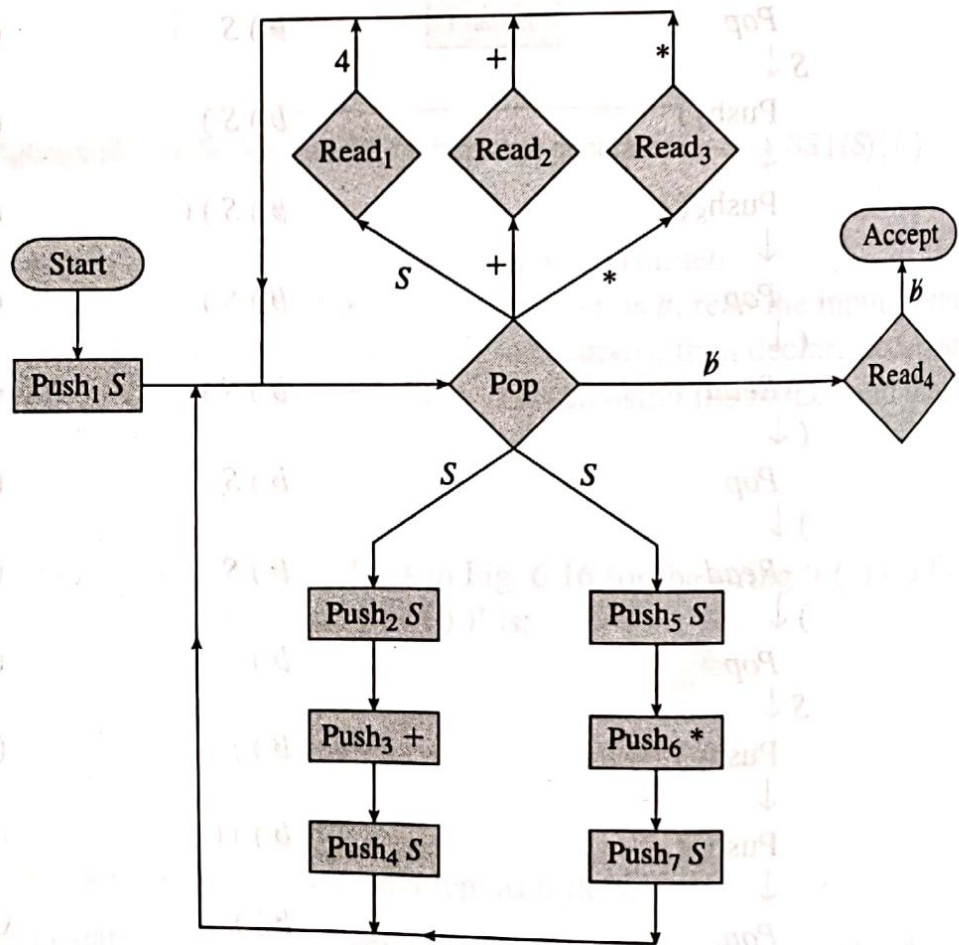 4 + *
Read₁ Read₂ Read₃
Start
S + *
Accept
ƀ
Push₁ S
Pop
ƀ
Read₄
S S
Push₂ S
Push₅ S
Push₃ +
Push₆ *
Push₄ S
Push₇ S